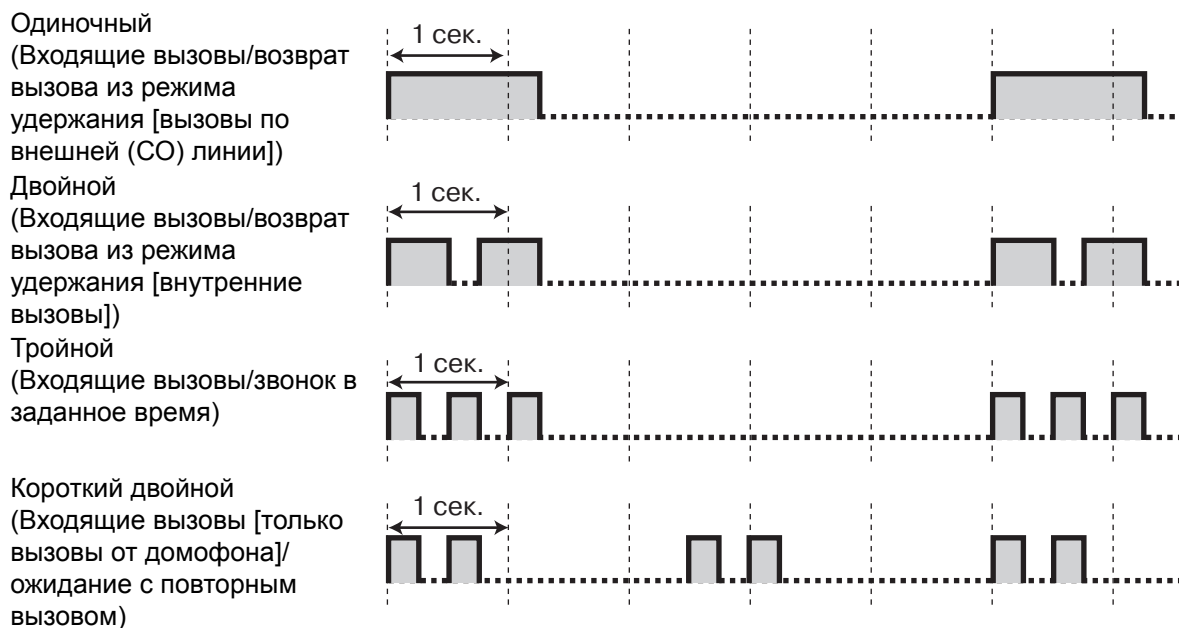 Одиночный
(Входящие вызовы/возврат
вызова из режима
удержания [вызовы по
внешней (СО) линии])
1 сек.
Двойной
(Входящие вызовы/возврат
вызова из режима
удержания [внутренние
вызовы])
1 сек.
Тройной
(Входящие вызовы/звонок в
заданное время)
1 сек.
Короткий двойной
(Входящие вызовы [только
вызовы от домофона]/
ожидание с повторным
вызовом)
1 сек.